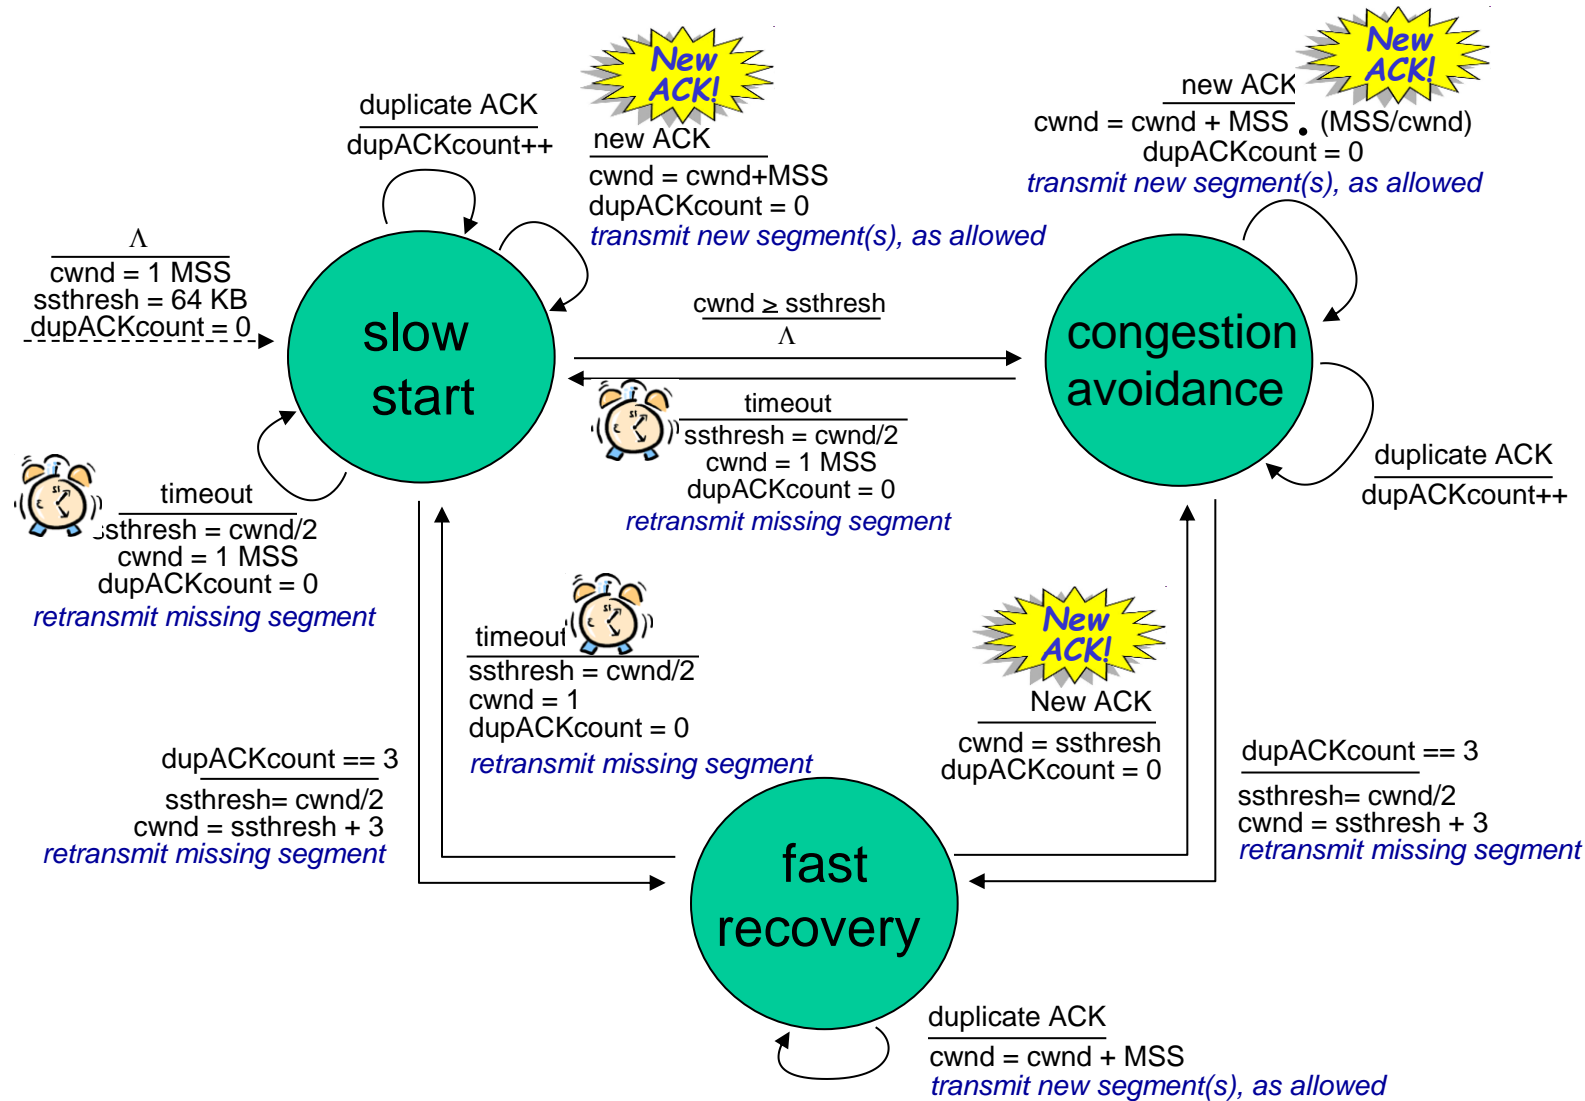 New
ACK!
duplicate ACK
dupACKcount++
new ACK
cwnd = cwnd+MSS
dupACKcount = 0
transmit new segment(s), as allowed
New
ACK!
new ACK
cwnd = cwnd + MSS • (MSS/cwnd)
dupACKcount = 0
transmit new segment(s), as allowed
Λ
cwnd = 1 MSS
ssthresh = 64 KB
dupACKcount = 0
slow
start
cwnd ≥ ssthresh
Λ
congestion
avoidance
timeout
ssthresh = cwnd/2
cwnd = 1 MSS
dupACKcount = 0
retransmit missing segment
duplicate ACK
dupACKcount++
timeout
ssthresh = cwnd/2
cwnd = 1 MSS
dupACKcount = 0
retransmit missing segment
timeout
ssthresh = cwnd/2
cwnd = 1
dupACKcount = 0
retransmit missing segment
New
ACK!
New ACK
cwnd = ssthresh
dupACKcount = 0
dupACKcount == 3
ssthresh= cwnd/2
cwnd = ssthresh + 3
retransmit missing segment
dupACKcount == 3
ssthresh= cwnd/2
cwnd = ssthresh + 3
retransmit missing segment
fast
recovery
duplicate ACK
cwnd = cwnd + MSS
transmit new segment(s), as allowed